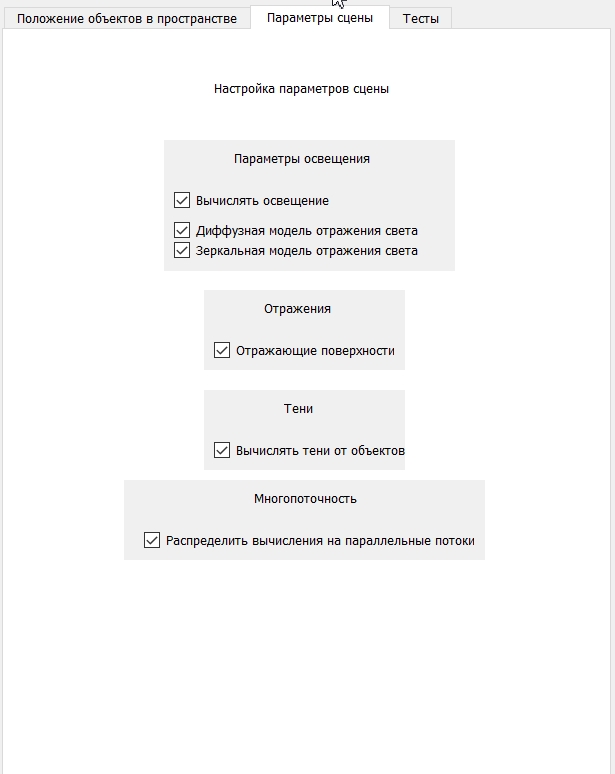 Положение объектов в пространстве
Параметры сцены
Тесты
Настройка параметров сцены
Параметры освещения
Вычислять освещение
Диффузная модель отражения света
Зеркальная модель отражения света
Отражения
Отражающие поверхности
Тени
Вычислять тени от объектов
Многопоточность
Распределить вычисления на параллельные потоки